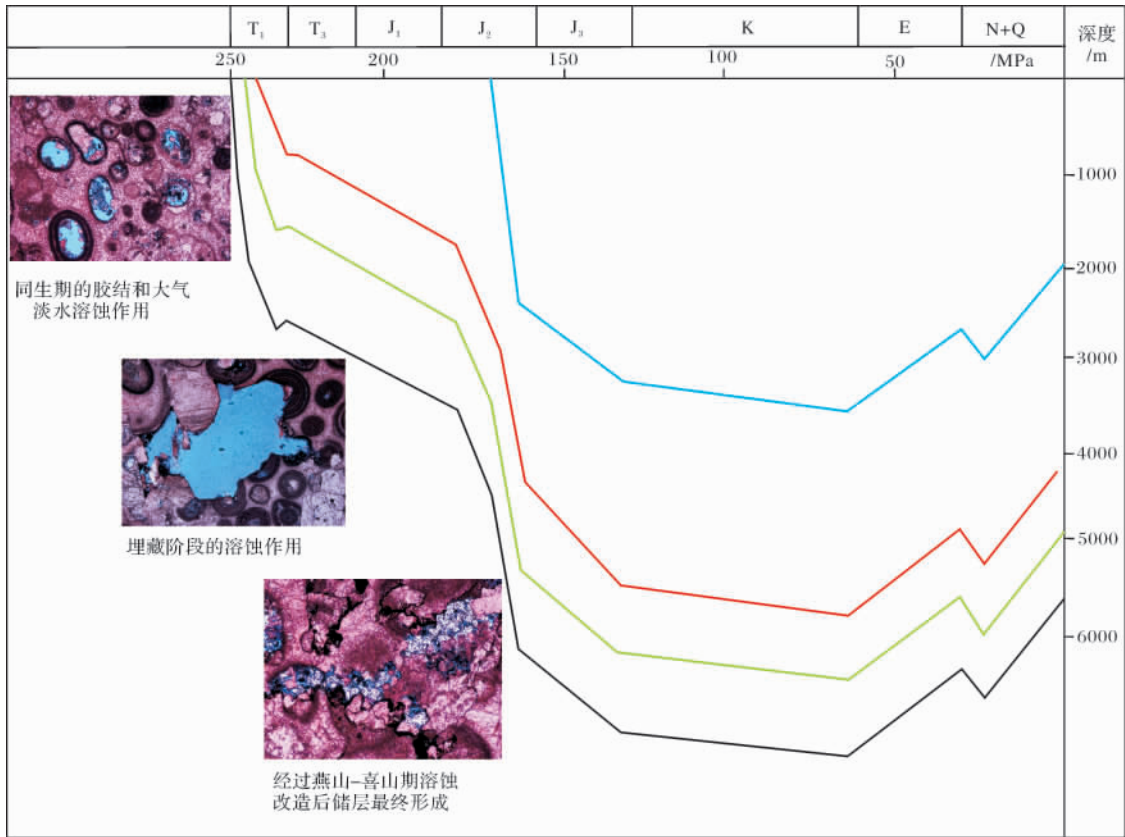 T₁ T₃ J₁ J₂ J₃ K E N+Q 深度
250 200 150 100 50 /MPa /m
1000
2000
3000
4000
5000
6000
同生期的胶结和大气
淡水溶蚀作用
埋藏阶段的溶蚀作用
经过燕山–喜山期溶蚀
改造后储层最终形成